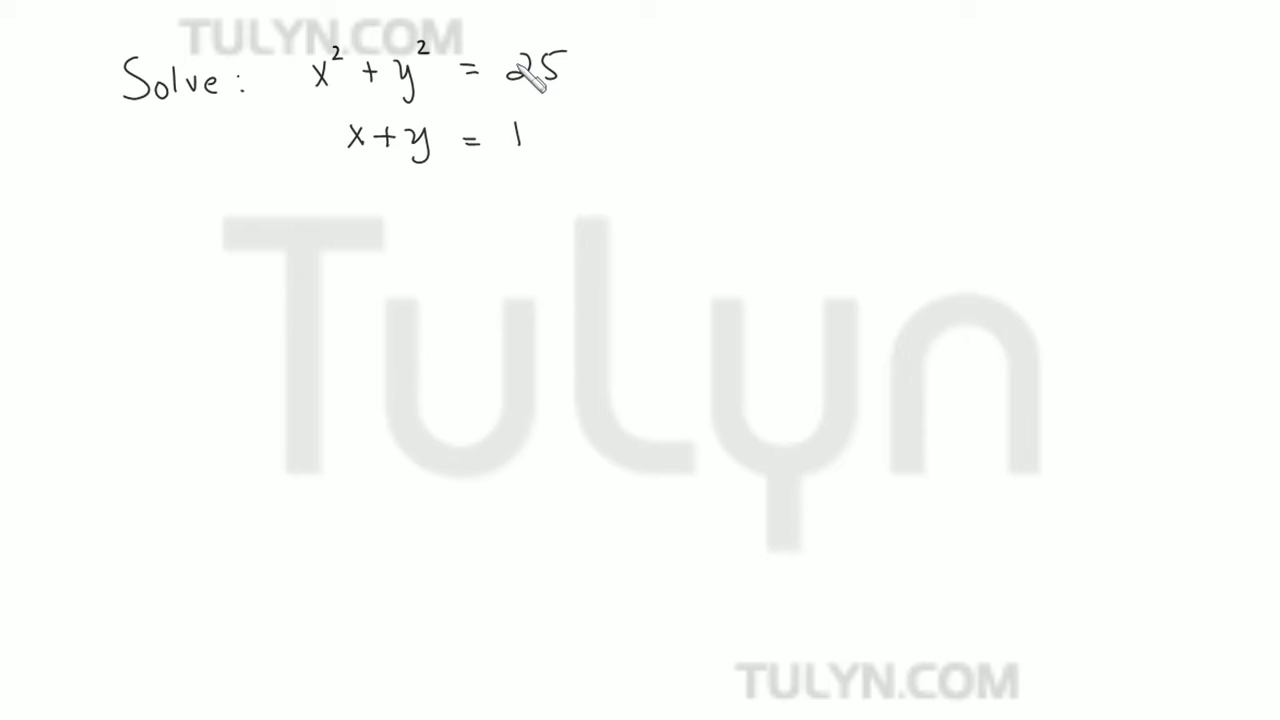 TULYN.COM
Solve: x² + y² = 25
x + y = 1
TuLyn
TULYN.COM